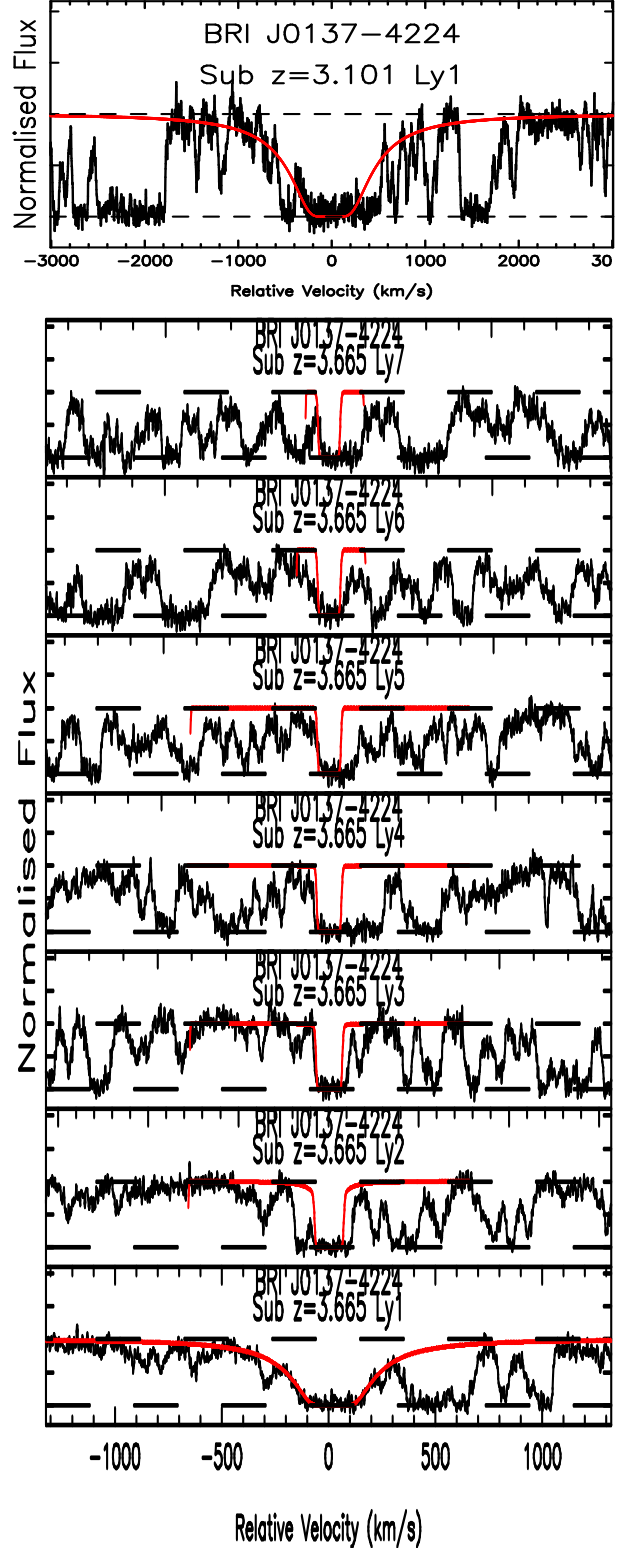 BRI J0137-4224
Sub z=3.101 Ly1
Normalised Flux
-3000 -2000 -1000 0 1000 2000 30
Relative Velocity (km/s)
BRI J0137-4224
Sub z=3.665 Ly7
BRI J0137-4224
Sub z=3.665 Ly6
BRI J0137-4224
Sub z=3.665 Ly5
BRI J0137-4224
Sub z=3.665 Ly4
BRI J0137-4224
Sub z=3.665 Ly3
BRI J0137-4224
Sub z=3.665 Ly2
BRI J0137-4224
Sub z=3.665 Ly1
Normalised Flux
-1000 -500 0 500 1000
Relative Velocity (km/s)